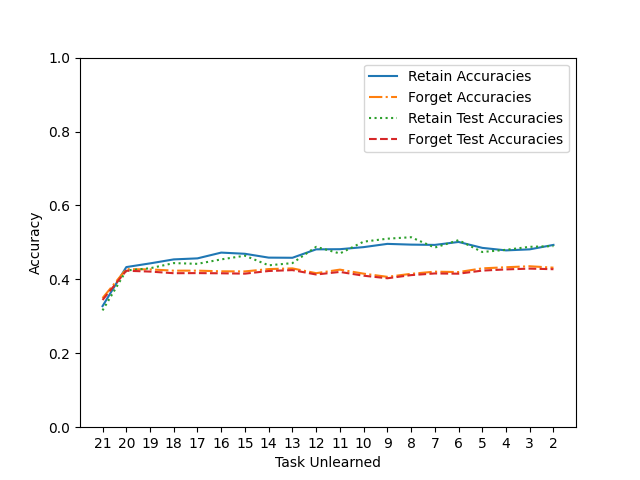 1.0
0.8
0.6
0.4
0.2
0.0
Accuracy
Retain Accuracies
Forget Accuracies
Retain Test Accuracies
Forget Test Accuracies
21 20 19 18 17 16 15 14 13 12 11 10 9 8 7 6 5 4 3 2
Task Unlearned